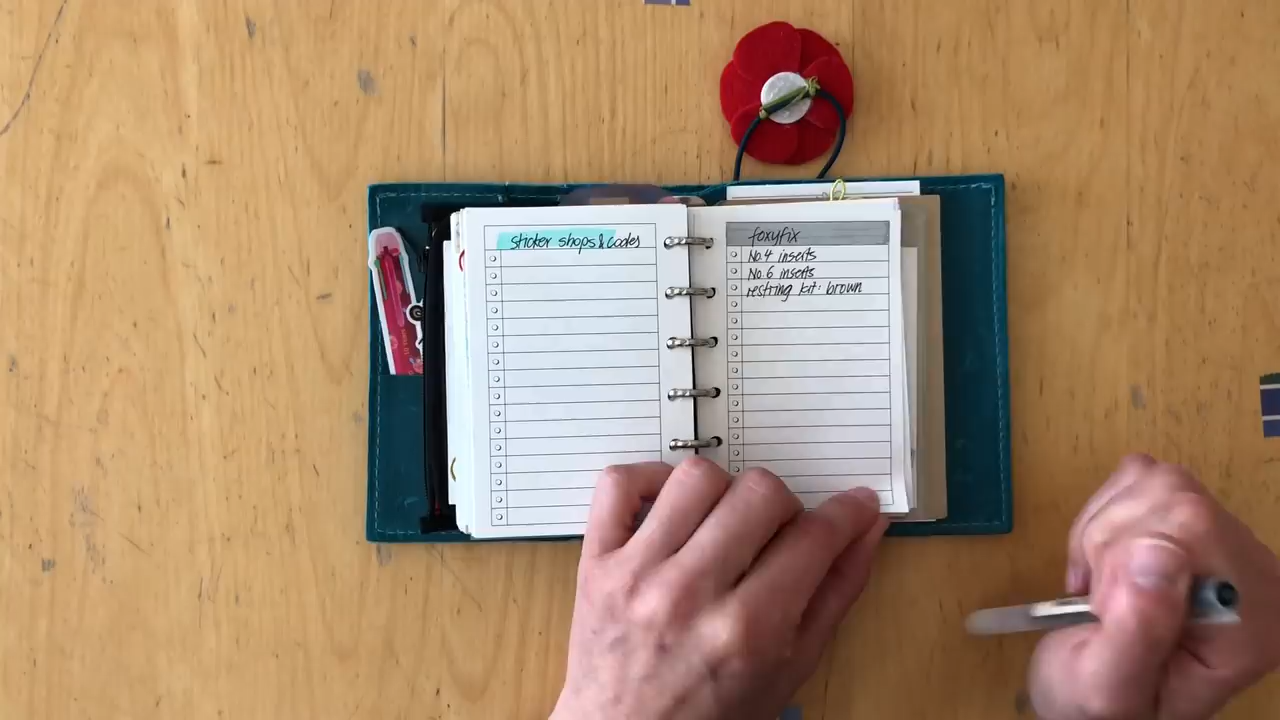 sticker shops & codes
foxyfix
No.4 inserts
No.6 inserts
restring kit: brown